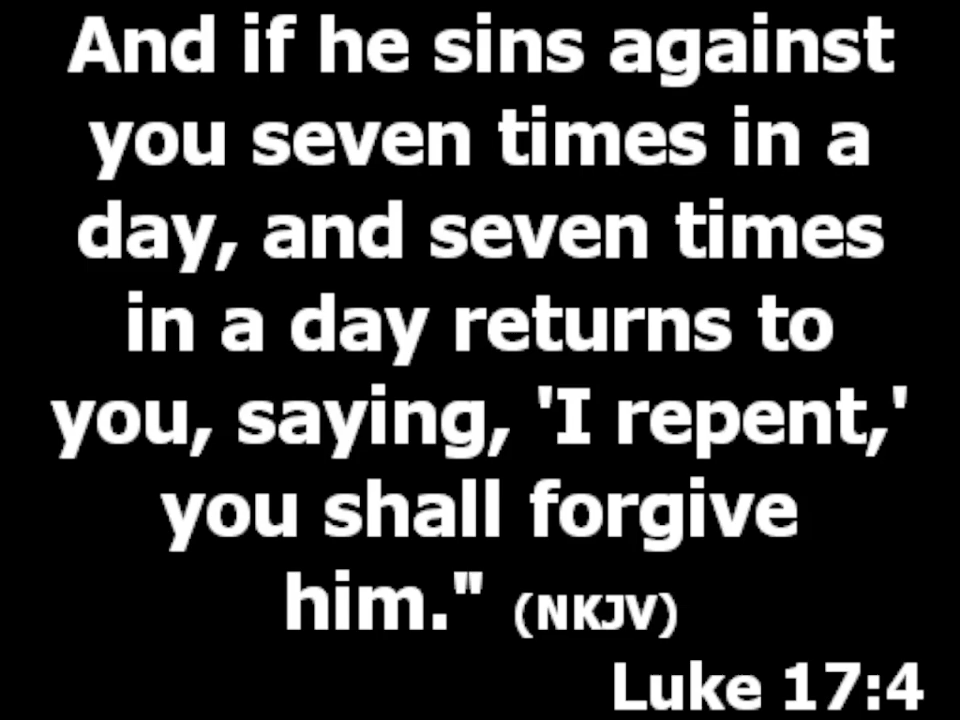 And if he sins against
you seven times in a
day, and seven times
in a day returns to
you, saying, 'I repent,'
you shall forgive
him." (NKJV)
Luke 17:4